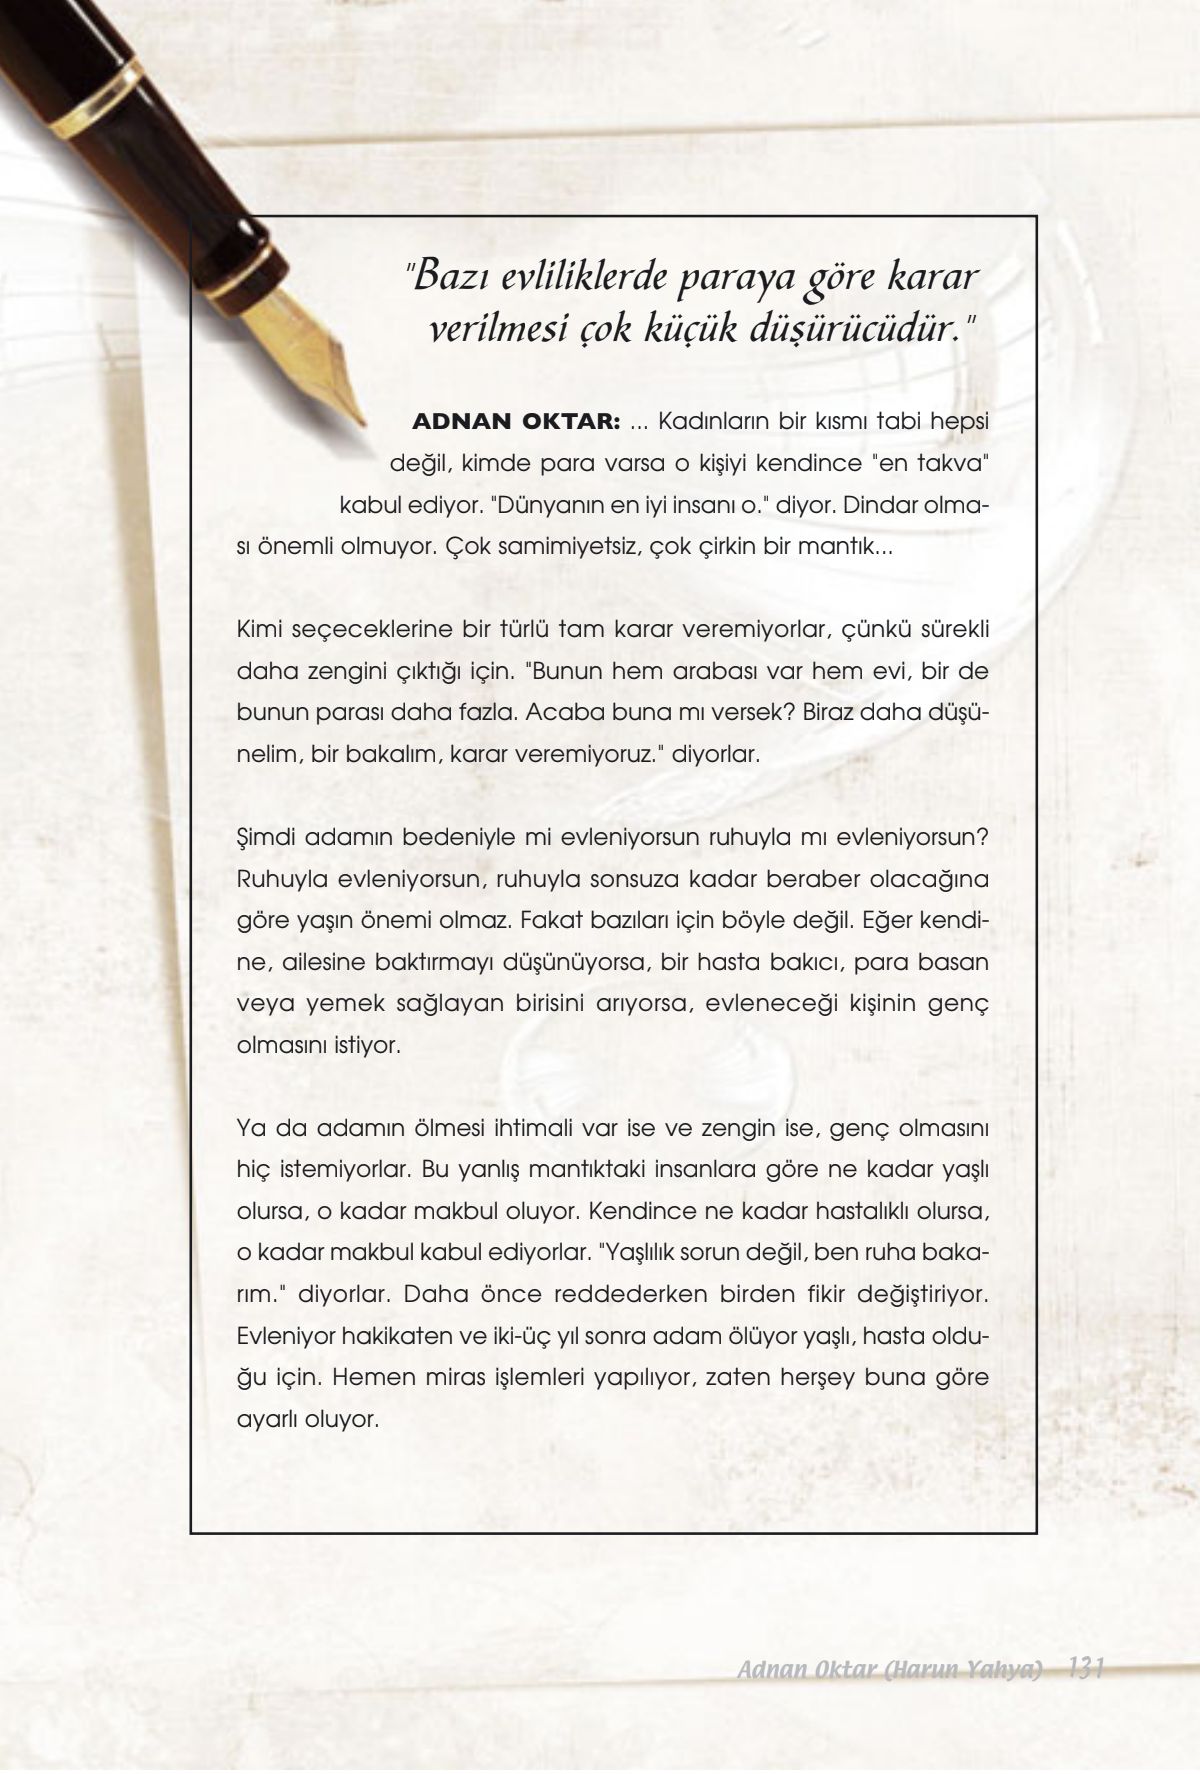 "Bazı evliliklerde paraya göre karar
verilmesi çok küçük düşürücüdür."
ADNAN OKTAR: ... Kadınların bir kısmı tabi hepsi
değil, kimde para varsa o kişiyi kendince "en takva"
kabul ediyor. "Dünyanın en iyi insanı o." diyor. Dindar olma-
sı önemli olmuyor. Çok samimiyetsiz, çok çirkin bir mantık...
Kimi seçeceklerine bir türlü tam karar veremiyorlar, çünkü sürekli
daha zengini çıktığı için. "Bunun hem arabası var hem evi, bir de
bunun parası daha fazla. Acaba buna mı versek? Biraz daha düşü-
nelim, bir bakalım, karar veremiyoruz." diyorlar.
Şimdi adamın bedeniyle mi evleniyorsun ruhuyla mı evleniyorsun?
Ruhuyla evleniyorsun, ruhuyla sonsuza kadar beraber olacağına
göre yaşın önemi olmaz. Fakat bazıları için böyle değil. Eğer kendi-
ne, ailesine baktırmayı düşünüyorsa, bir hasta bakıcı, para basan
veya yemek sağlayan birisini arıyorsa, evleneceği kişinin genç
olmasını istiyor.
Ya da adamın ölmesi ihtimali var ise ve zengin ise, genç olmasını
hiç istemiyorlar. Bu yanlış mantıktaki insanlara göre ne kadar yaşlı
olursa, o kadar makbul oluyor. Kendince ne kadar hastalıklı olursa,
o kadar makbul kabul ediyorlar. "Yaşlılık sorun değil, ben ruha baka-
rım." diyorlar. Daha önce reddederken birden fikir değiştiriyor.
Evleniyor hakikaten ve iki-üç yıl sonra adam ölüyor yaşlı, hasta oldu-
ğu için. Hemen miras işlemleri yapılıyor, zaten herşey buna göre
ayarlı oluyor.
Adnan Oktar (Harun Yahya) 131